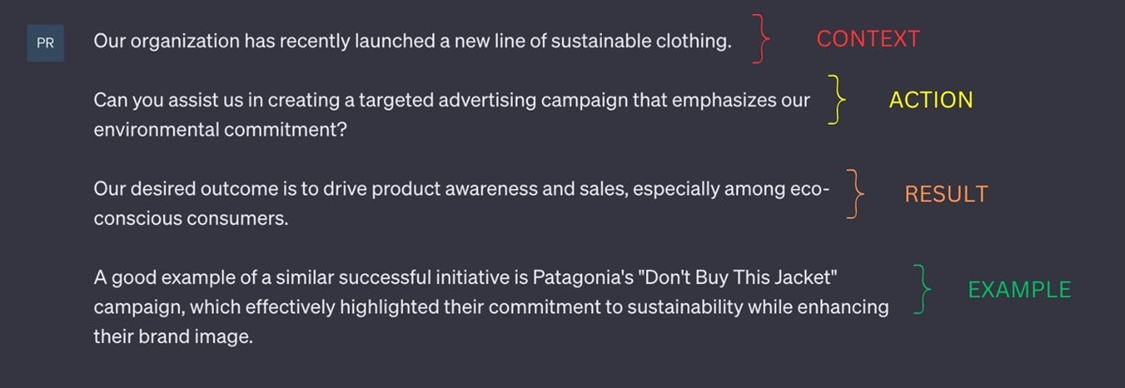 PR
Our organization has recently launched a new line of sustainable clothing.
CONTEXT
Can you assist us in creating a targeted advertising campaign that emphasizes our
environmental commitment?
ACTION
Our desired outcome is to drive product awareness and sales, especially among eco-
conscious consumers.
RESULT
A good example of a similar successful initiative is Patagonia's "Don't Buy This Jacket"
campaign, which effectively highlighted their commitment to sustainability while enhancing
their brand image.
EXAMPLE